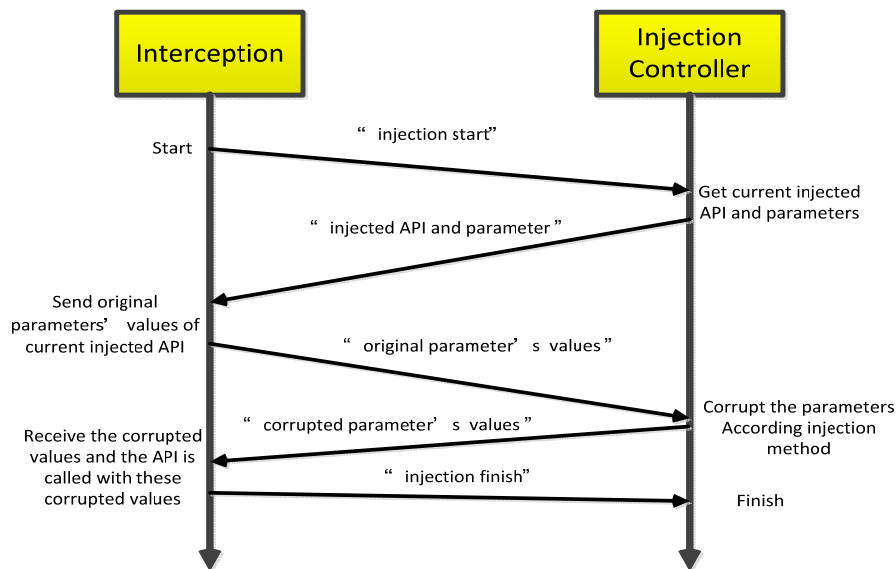 Interception
Injection
Controller
“ injection start”
Start
Get current injected
API and parameters
“ injected API and parameter”
Send original
parameters’ values of
current injected API
“ original parameter’ s values”
Corrupt the parameters
According injection
method
“ corrupted parameter’ s values”
Receive the corrupted
values and the API is
called with these
corrupted values
“ injection finish”
Finish